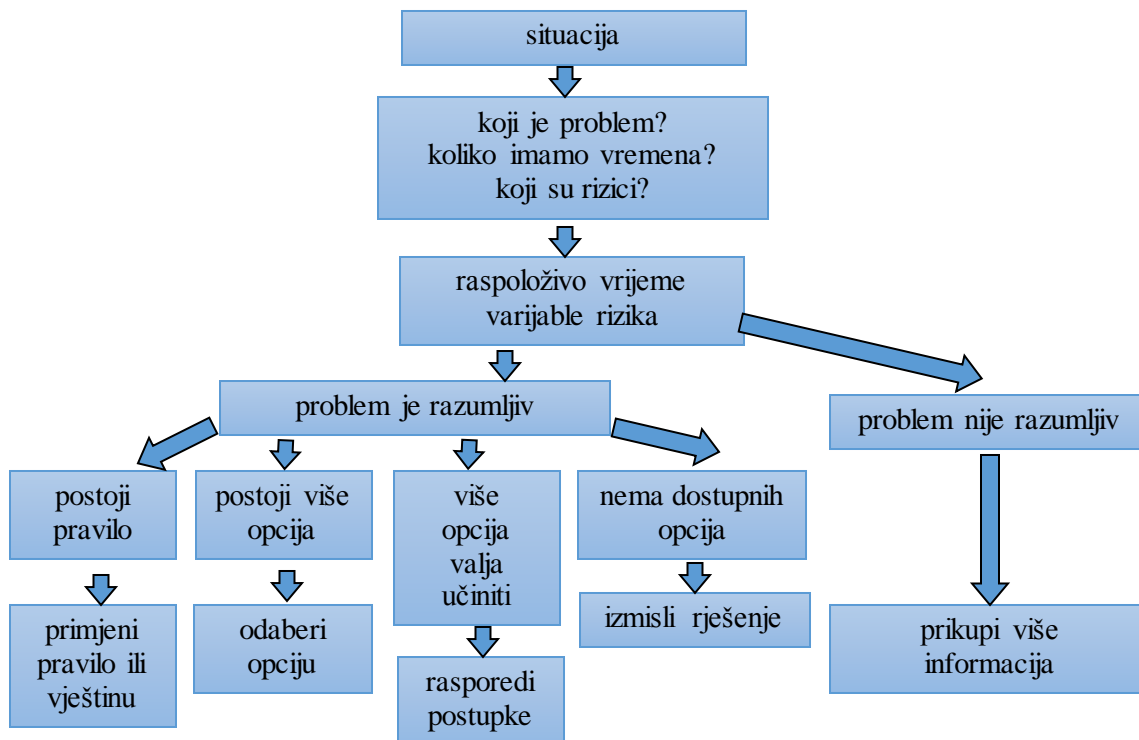 situacija
koji je problem?
koliko imamo vremena?
koji su rizici?
raspoloživo vrijeme
varijable rizika
problem je razumljiv
problem nije razumljiv
postoji
pravilo
postoji više
opcija
više
opcija
valja
učiniti
nema dostupnih
opcija
primjeni
pravilo ili
vještinu
odaberi
opciju
rasporedi
postupke
izmisli rješenje
prikupi više
informacija